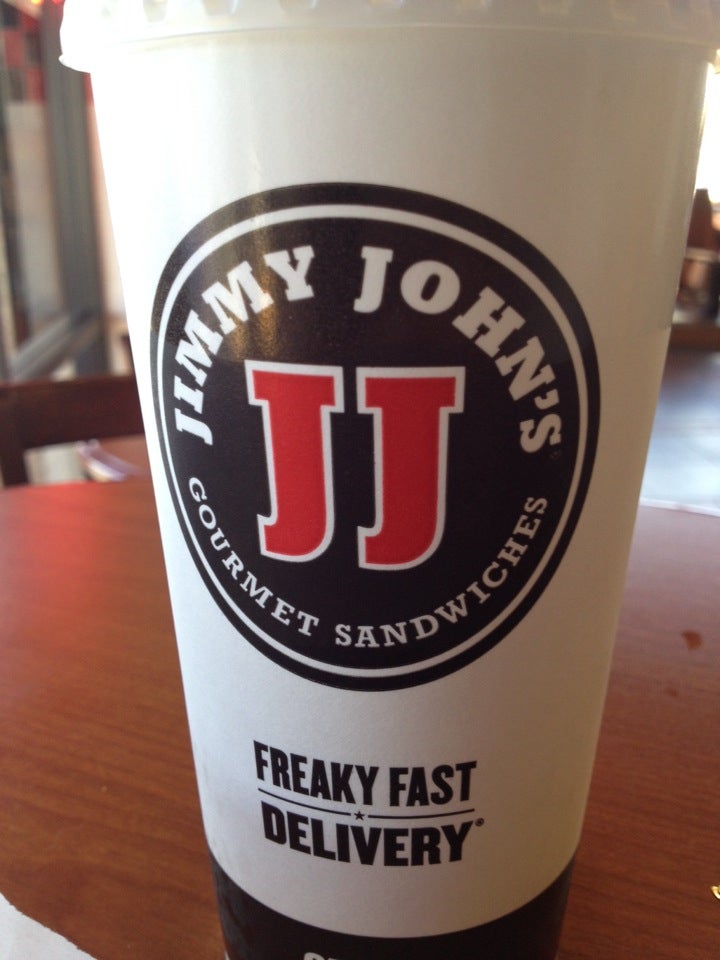 JIMMY JOHN'S
JJ
GOURMET SANDWICHES
FREAKY FAST
DELIVERY®